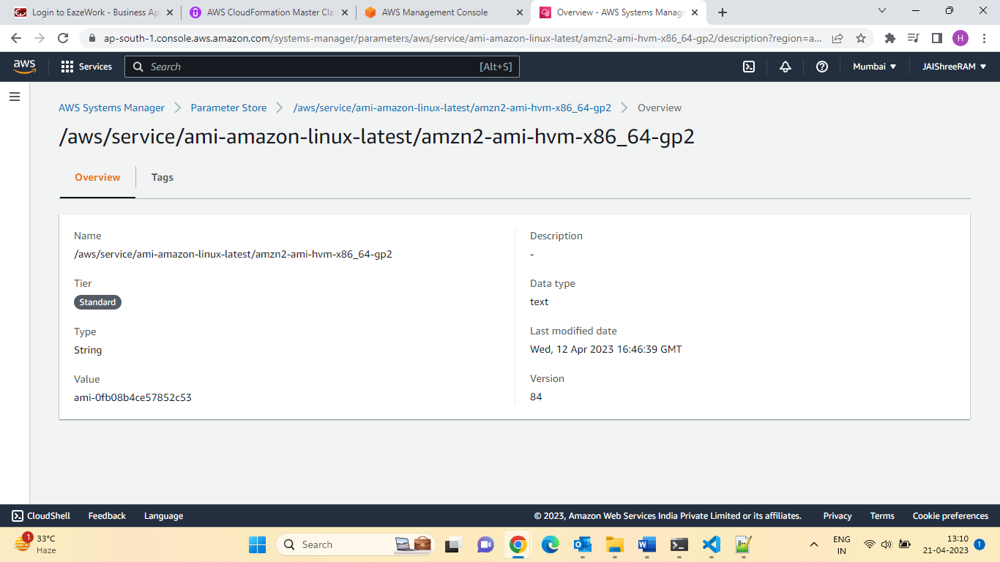 Login to EazeWork - Business Ap
AWS CloudFormation Master Cla
AWS Management Console
Overview - AWS Systems Manage
ap-south-1.console.aws.amazon.com/systems-manager/parameters/aws/service/ami-amazon-linux-latest/amzn2-ami-hvm-x86_64-gp2/description?region=a...
H
aws
Services
Search
[Alt+S]
Mumbai
JAIShreeRAM
AWS Systems Manager
Parameter Store
/aws/service/ami-amazon-linux-latest/amzn2-ami-hvm-x86_64-gp2
Overview
/aws/service/ami-amazon-linux-latest/amzn2-ami-hvm-x86_64-gp2
Overview
Tags
Name
/aws/service/ami-amazon-linux-latest/amzn2-ami-hvm-x86_64-gp2
Tier
Standard
Type
String
Value
ami-0fb08b4ce57852c53
Description
-
Data type
text
Last modified date
Wed, 12 Apr 2023 16:46:39 GMT
Version
84
CloudShell
Feedback
Language
© 2023, Amazon Web Services India Private Limited or its affiliates.
Privacy
Terms
Cookie preferences
1
33°C
Haze
Search
ENG
IN
13:10
21-04-2023
1